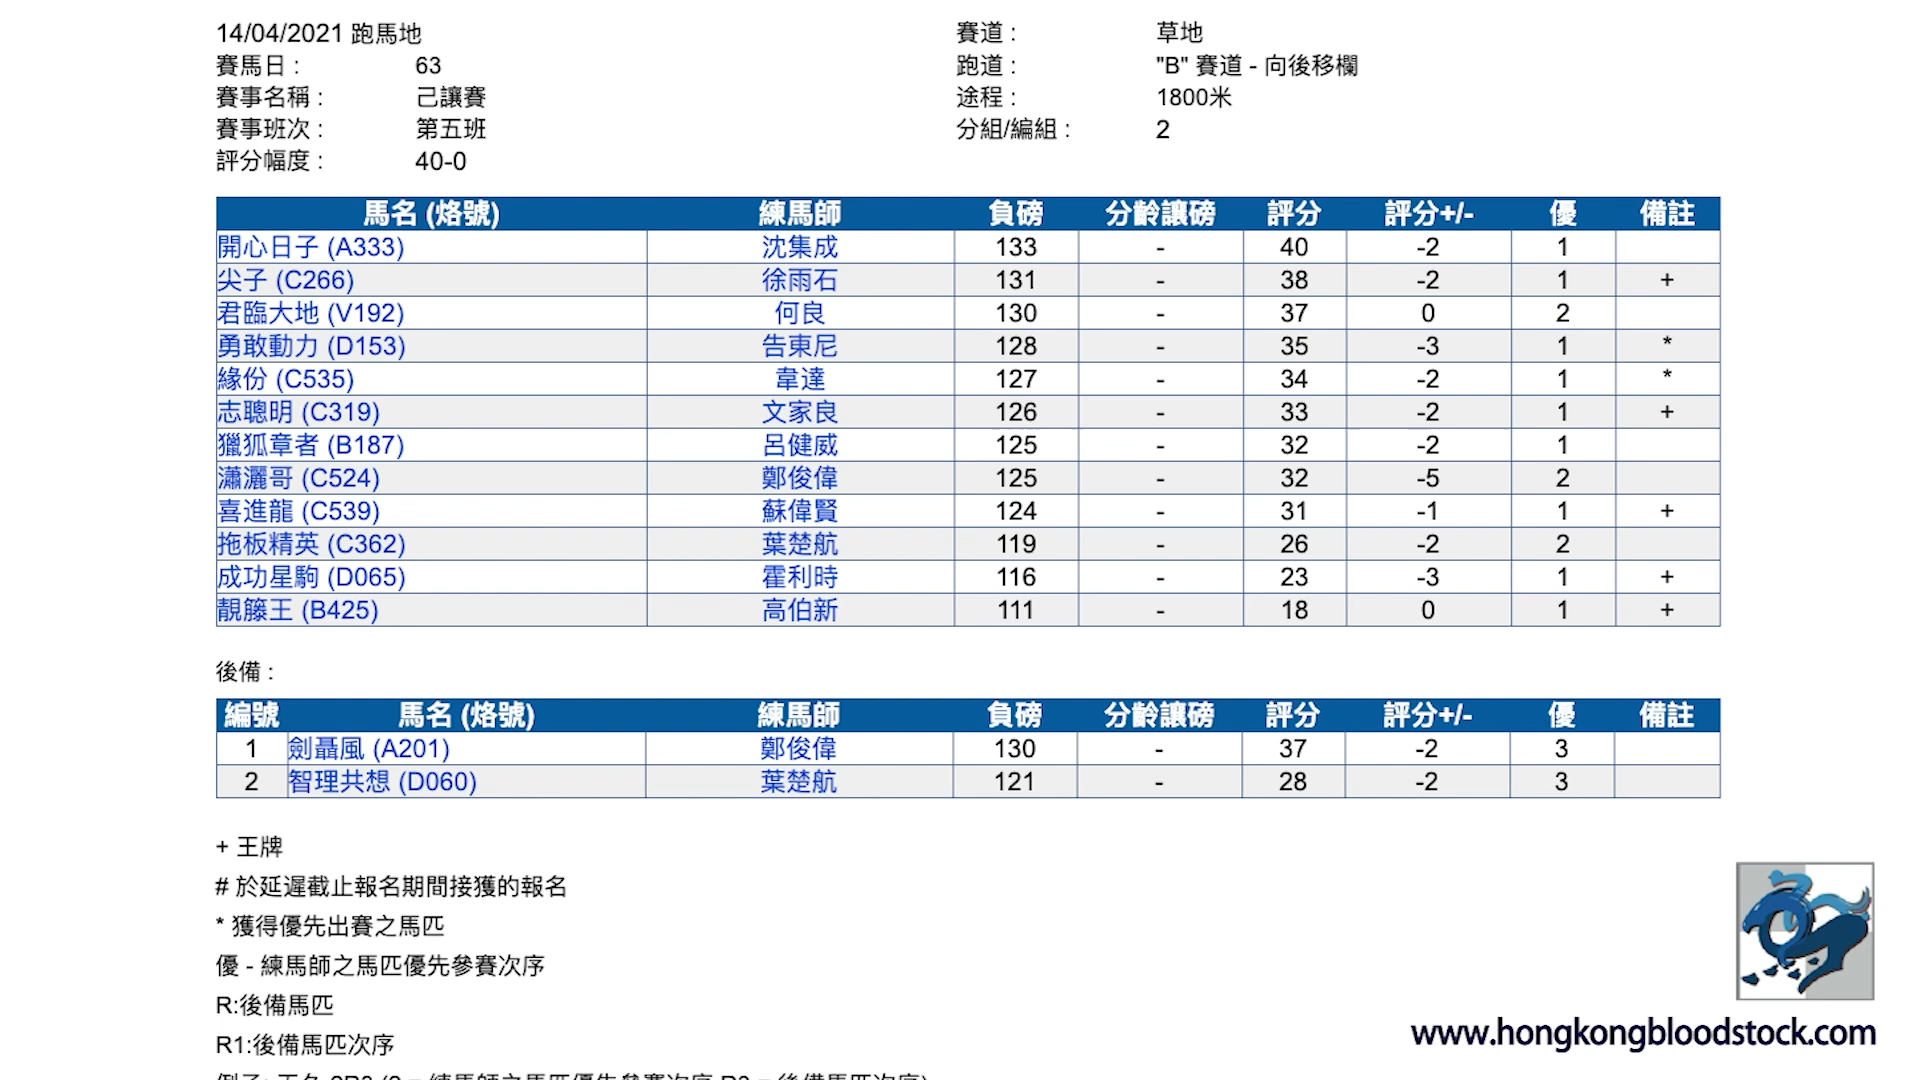 14/04/2021 跑馬地
賽道 : 草地
賽馬日 : 63
跑道 : "B" 賽道 - 向後移欄
賽事名稱 : 己讓賽
途程 : 1800米
賽事班次 : 第五班
分組/編組 : 2
評分幅度 : 40-0
馬名 (烙號) 練馬師 負磅 分齡讓磅 評分 評分+/- 優 備註
開心日子 (A333) 沈集成 133 - 40 -2 1
尖子 (C266) 徐雨石 131 - 38 -2 1 +
君臨大地 (V192) 何良 130 - 37 0 2
勇敢動力 (D153) 告東尼 128 - 35 -3 1 *
緣份 (C535) 韋達 127 - 34 -2 1 *
志聰明 (C319) 文家良 126 - 33 -2 1 +
獵狐章者 (B187) 呂健威 125 - 32 -2 1
瀟灑哥 (C524) 鄭俊偉 125 - 32 -5 2
喜進龍 (C539) 蘇偉賢 124 - 31 -1 1 +
拖板精英 (C362) 葉楚航 119 - 26 -2 2
成功星駒 (D065) 霍利時 116 - 23 -3 1 +
靚籐王 (B425) 高伯新 111 - 18 0 1 +
後備 :
編號 馬名 (烙號) 練馬師 負磅 分齡讓磅 評分 評分+/- 優 備註
1 劍聶風 (A201) 鄭俊偉 130 - 37 -2 3
2 智理共想 (D060) 葉楚航 121 - 28 -2 3
+ 王牌
# 於延遲截止報名期間接獲的報名
* 獲得優先出賽之馬匹
優 - 練馬師之馬匹優先參賽次序
R:後備馬匹
R1:後備馬匹次序
www.hongkongbloodstock.com